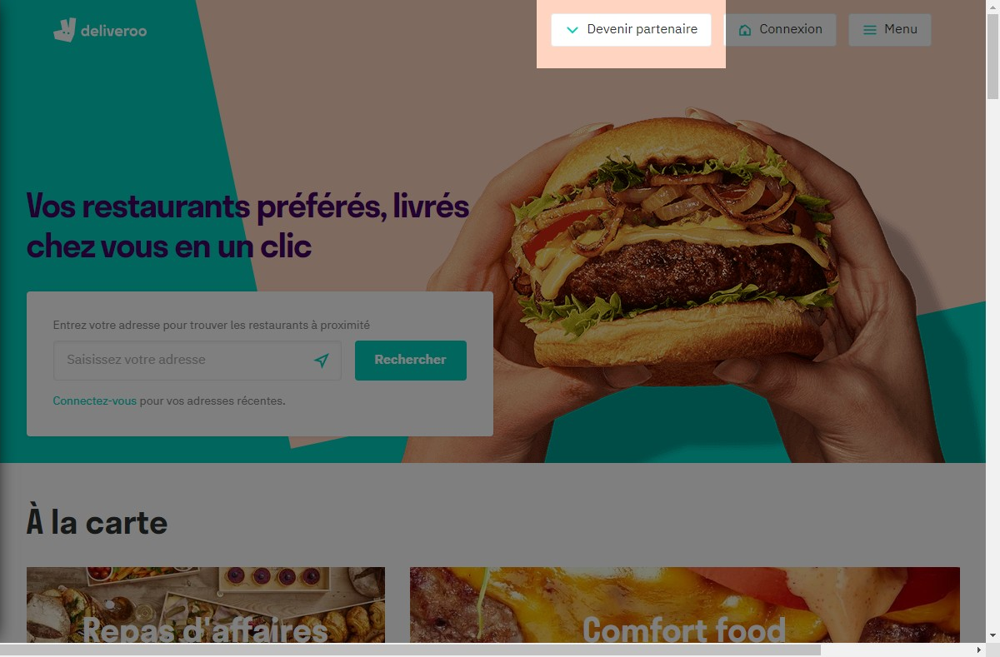 deliveroo
Devenir partenaire
Connexion
Menu
Vos restaurants préférés, livrés
chez vous en un clic
Entrez votre adresse pour trouver les restaurants à proximité
Saisissez votre adresse
Rechercher
Connectez-vous pour vos adresses récentes.
À la carte
Repas d'affaires
Comfort food